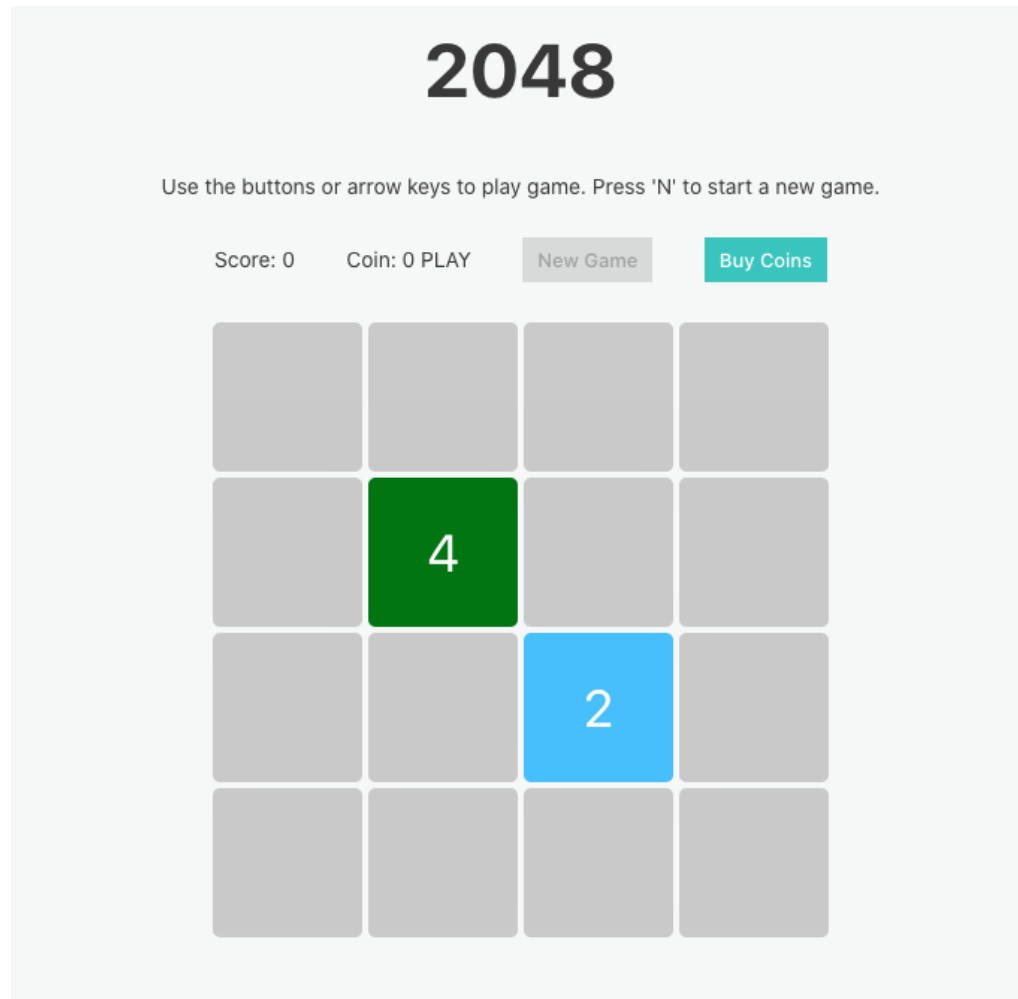 2048
Use the buttons or arrow keys to play game. Press 'N' to start a new game.
Score: 0 Coin: 0 PLAY New Game Buy Coins
4
2